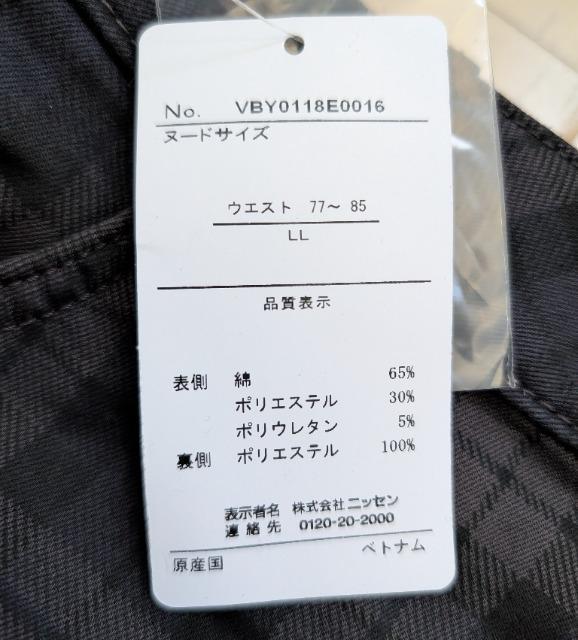 No. VBY0118E0016
ヌードサイズ
ウエスト 77～ 85
LL
品質表示
表側 綿 65%
ポリエステル 30%
ポリウレタン 5%
裏側 ポリエステル 100%
表示者名 株式会社ニッセン
連絡先 0120-20-2000
原産国 ベトナム